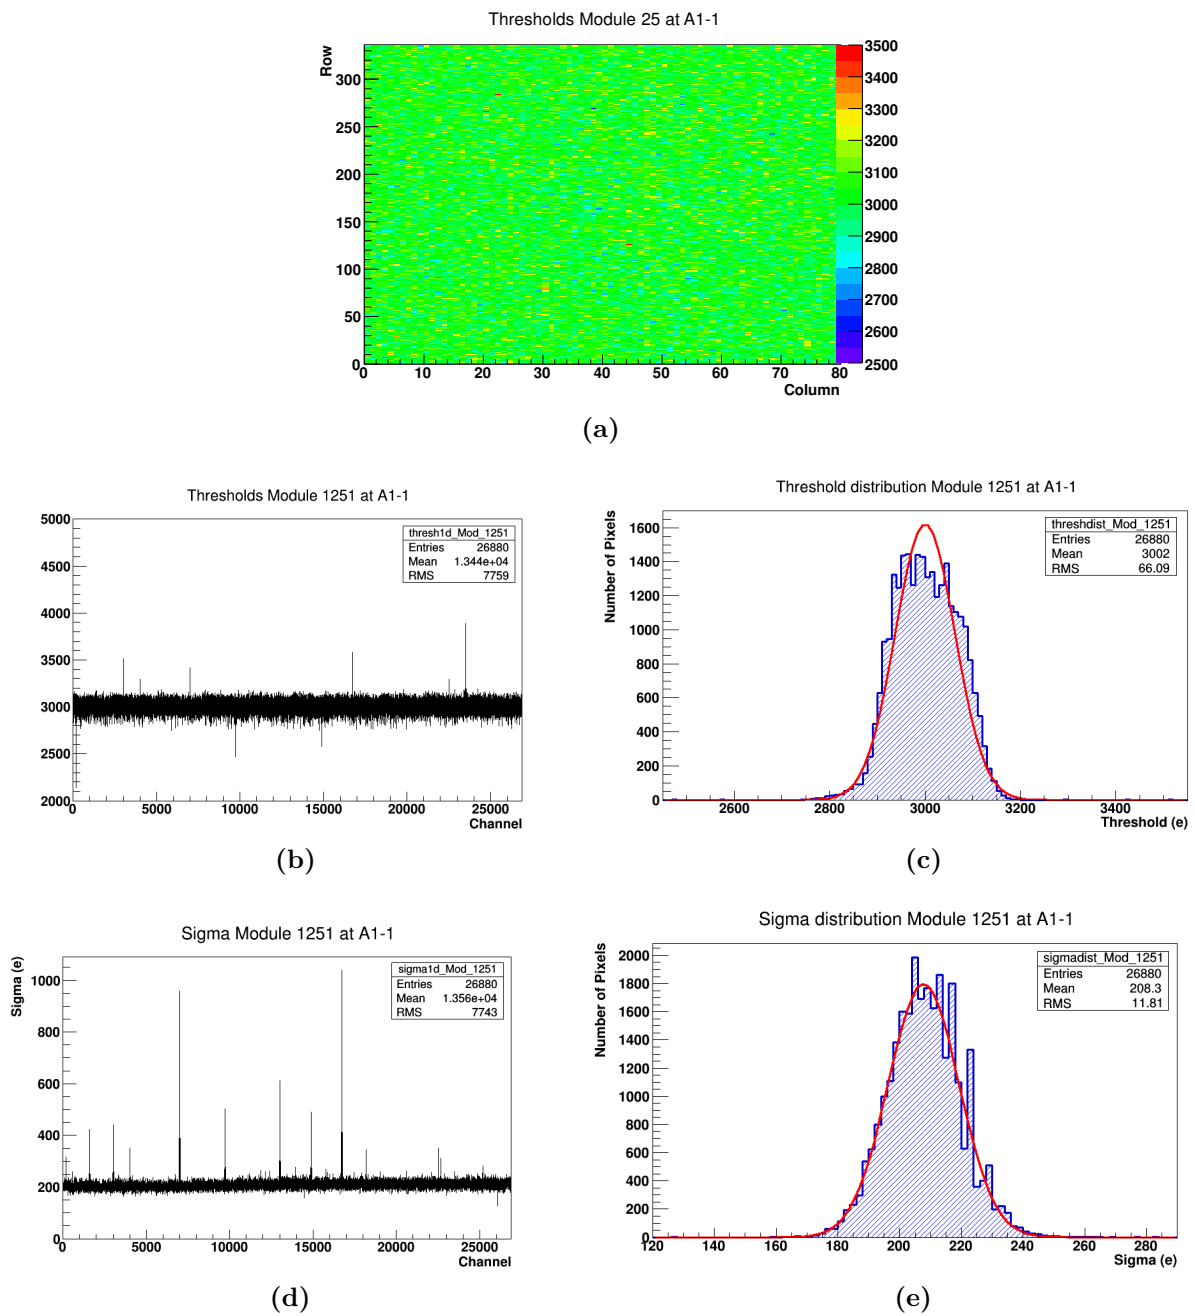 Thresholds Module 25 at A1-1
Row
300
250
200
150
100
50
0
0 10 20 30 40 50 60 70 80
Column
3500
3400
3300
3200
3100
3000
2900
2800
2700
2600
2500
(a)
Thresholds Module 1251 at A1-1
5000
4500
4000
3500
3000
2500
2000
0 5000 10000 15000 20000 25000
Channel
thresh1d_Mod_1251
Entries 26880
Mean 1.344e+04
RMS 7759
(b)
Threshold distribution Module 1251 at A1-1
Number of Pixels
1600
1400
1200
1000
800
600
400
200
0
2600 2800 3000 3200 3400
Threshold (e)
threshdist_Mod_1251
Entries 26880
Mean 3002
RMS 66.09
(c)
Sigma Module 1251 at A1-1
Sigma (e)
1000
800
600
400
200
0
0 5000 10000 15000 20000 25000
Channel
sigma1d_Mod_1251
Entries 26880
Mean 1.356e+04
RMS 7743
(d)
Sigma distribution Module 1251 at A1-1
Number of Pixels
2000
1800
1600
1400
1200
1000
800
600
400
200
0
120 140 160 180 200 220 240 260 280
Sigma (e)
sigmadist_Mod_1251
Entries 26880
Mean 208.3
RMS 11.81
(e)